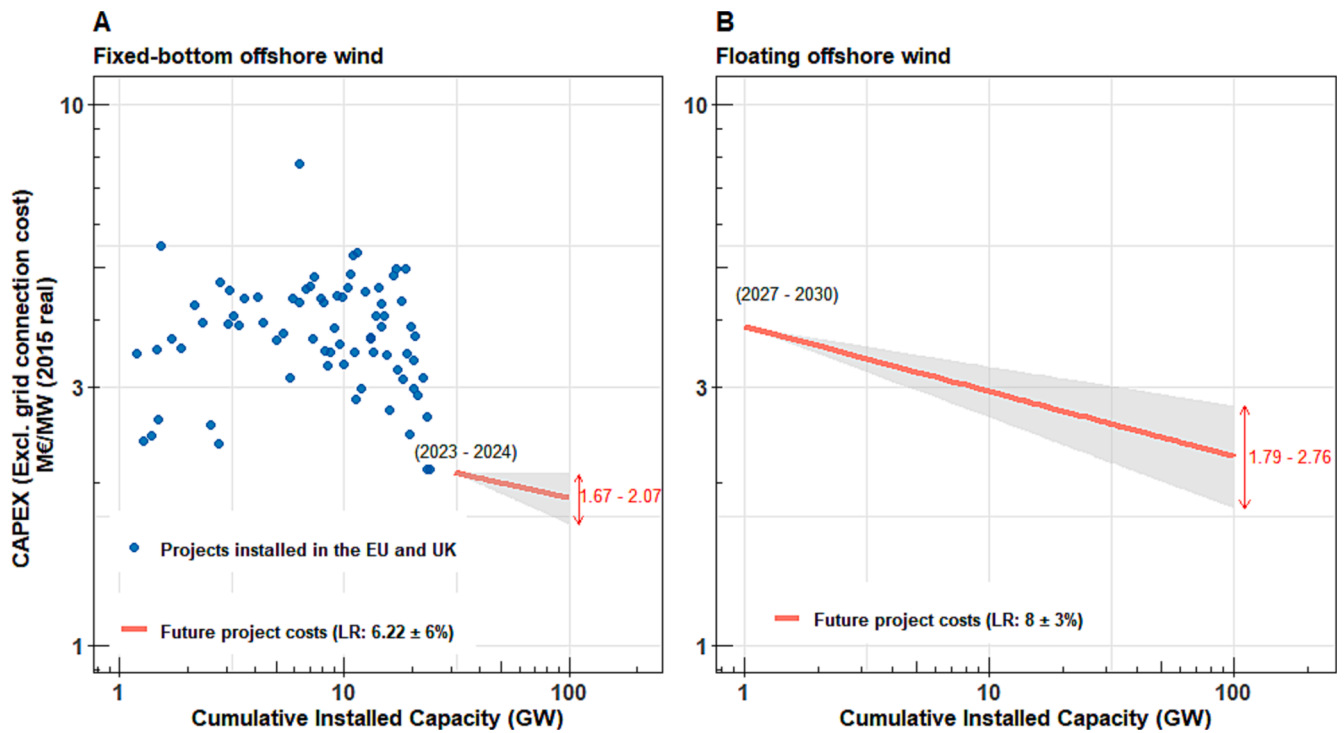 A
Fixed-bottom offshore wind
CAPEX (Excl. grid connection cost)
M€/MW (2015 real)
10
3
1
(2023 - 2024)
1.67 - 2.07
Projects installed in the EU and UK
Future project costs (LR: 6.22 ± 6%)
1 10 100
Cumulative Installed Capacity (GW)
B
Floating offshore wind
10
3
1
(2027 - 2030)
1.79 - 2.76
Future project costs (LR: 8 ± 3%)
1 10 100
Cumulative Installed Capacity (GW)